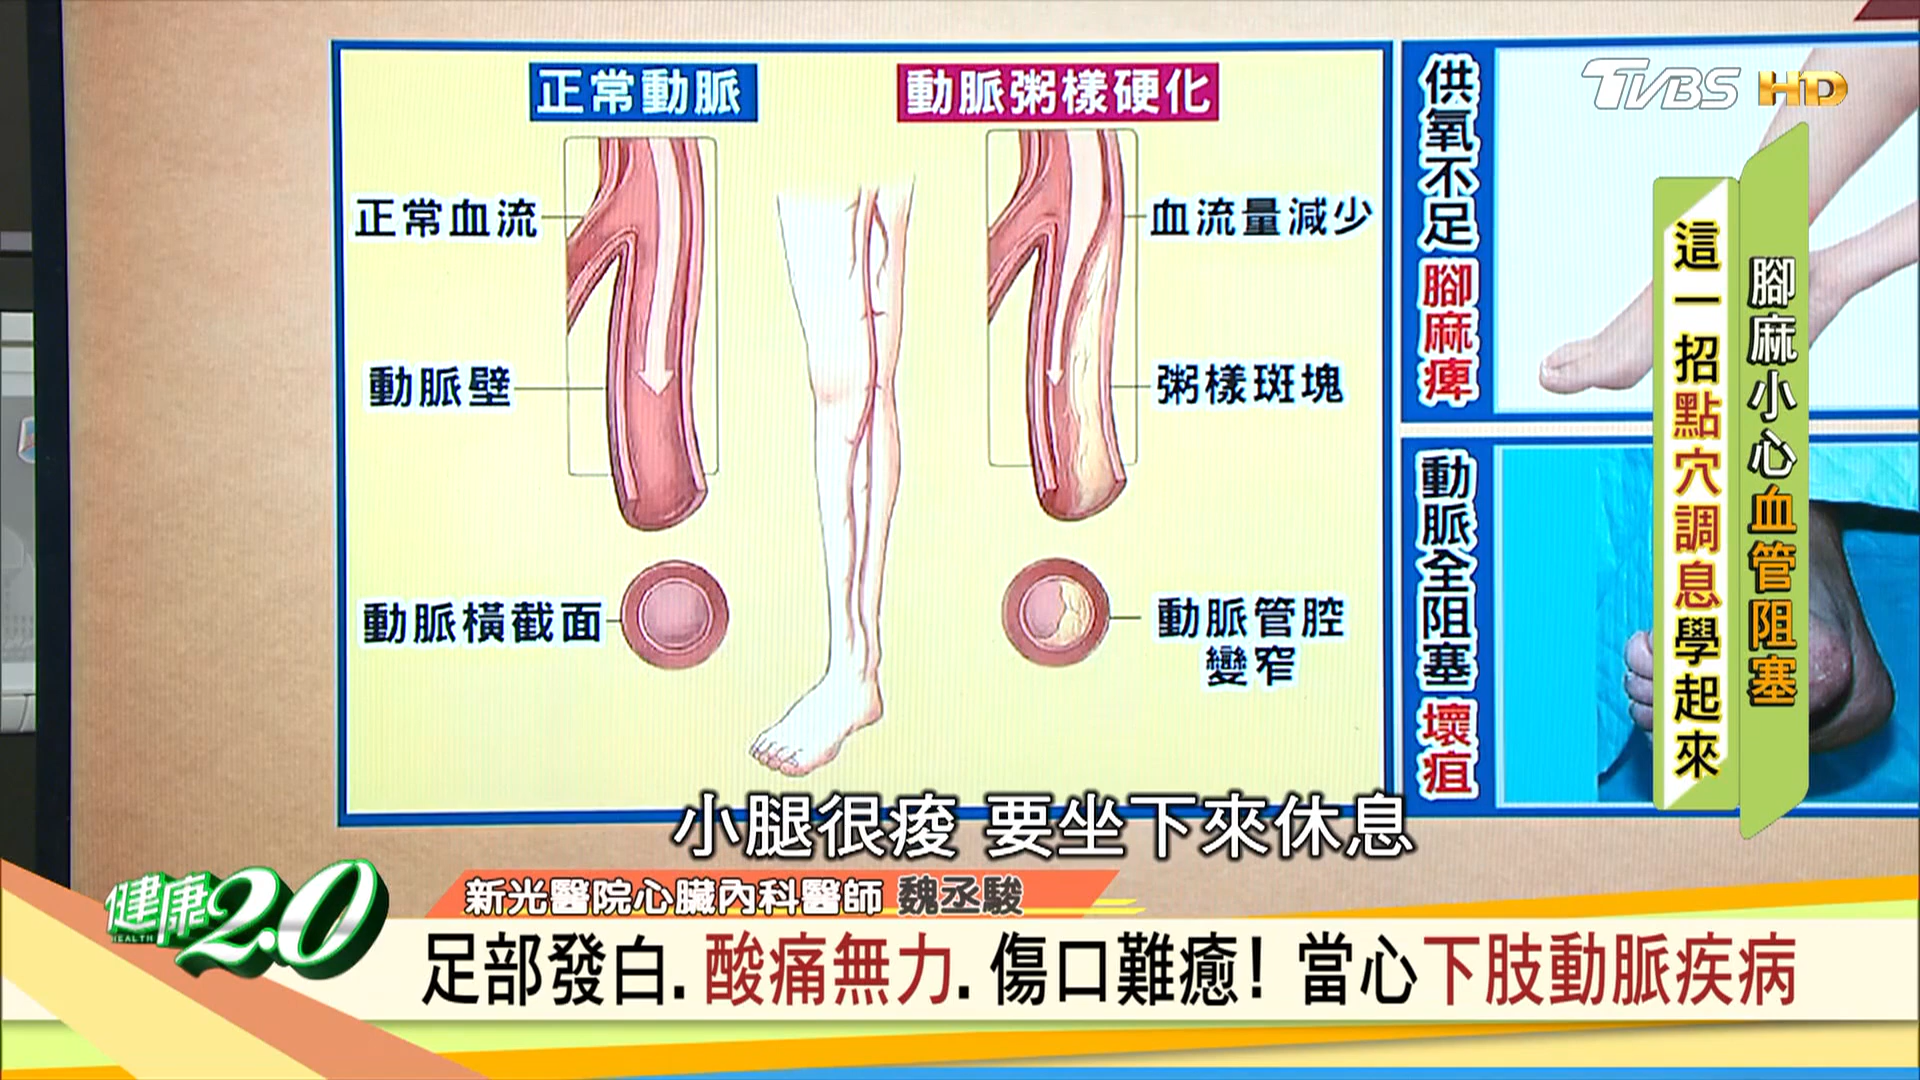 TVBS HD
正常動脈
動脈粥樣硬化
正常血流
動脈壁
動脈橫截面
血流量減少
粥樣斑塊
動脈管腔
變窄
供氧不足 腳麻痺
動脈全阻塞 壞疽
腳麻小心血管阻塞
這一招點穴調息學起來
小腿很痠 要坐下來休息
健康2.0
HEALTH
新光醫院心臟內科醫師 魏丞駿
足部發白.酸痛無力.傷口難癒! 當心下肢動脈疾病